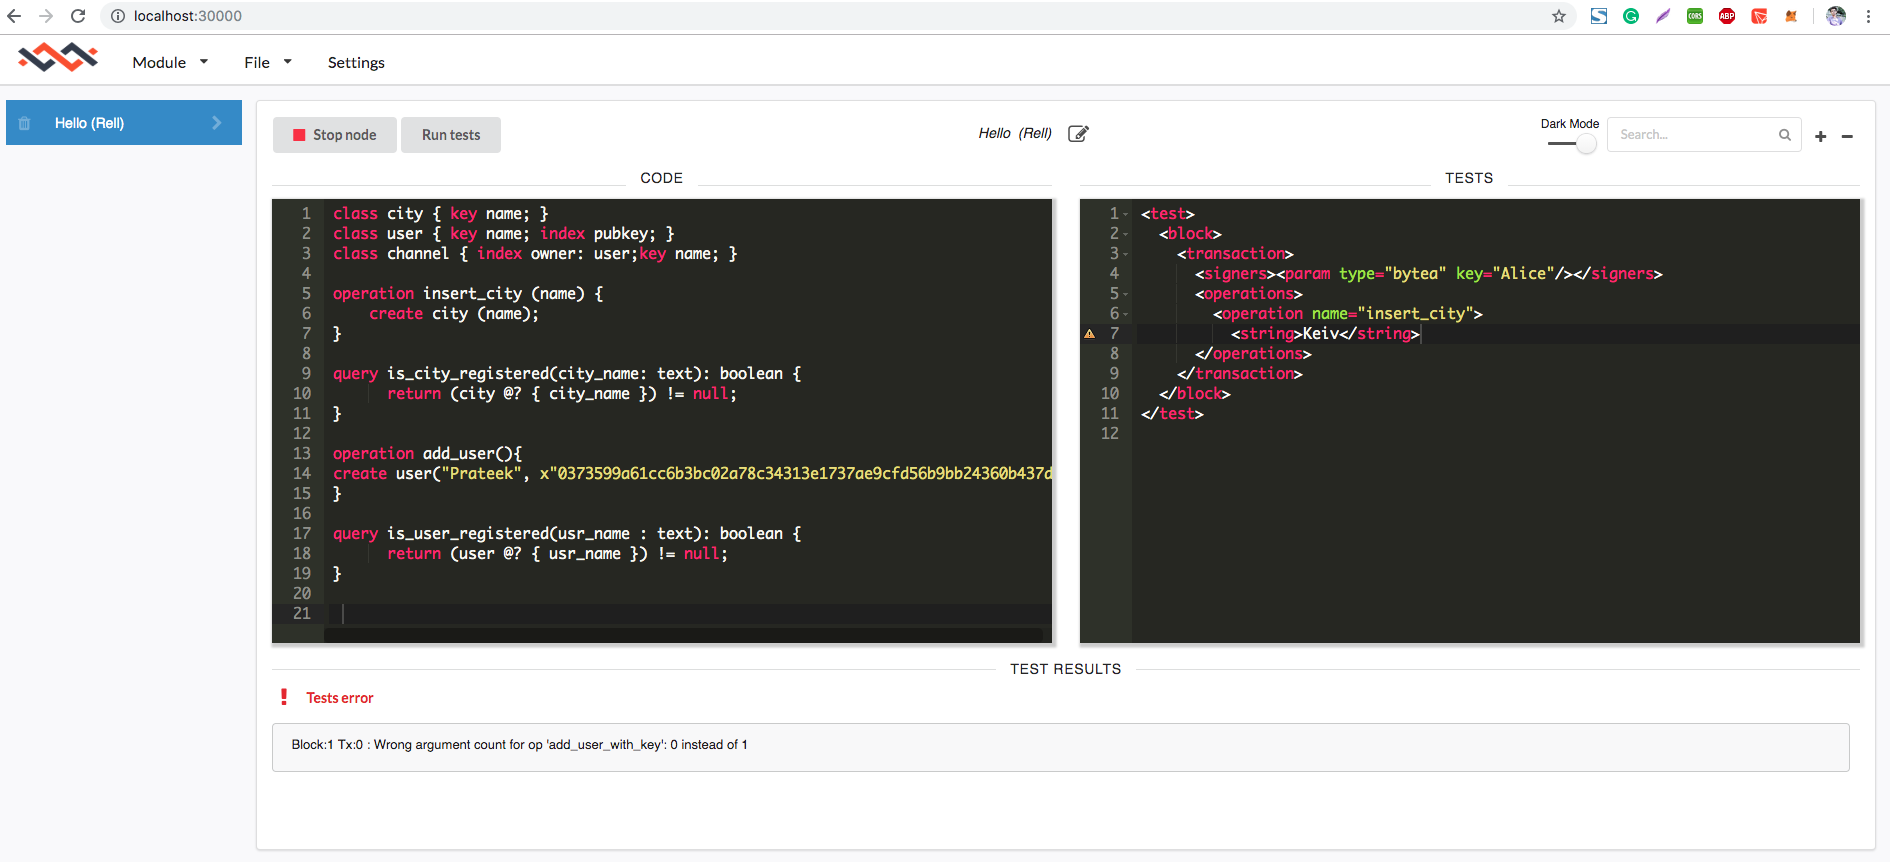 localhost:30000
Module File Settings
Hello (Rell)
Stop node Run tests
Hello (Rell)
Dark Mode
Search...
CODE
1 class city { key name; }
2 class user { key name; index pubkey; }
3 class channel { index owner: user;key name; }
4
5 operation insert_city (name) {
6 create city (name);
7 }
8
9 query is_city_registered(city_name: text): boolean {
10 return (city @? { city_name }) != null;
11 }
12
13 operation add_user(){
14 create user("Prateek", x"0373599a61cc6b3bc02a78c34313e1737ae9cfd56b9bb24360b437d
15 }
16
17 query is_user_registered(usr_name : text): boolean {
18 return (user @? { usr_name }) != null;
19 }
20
21
TESTS
1 <test>
2 <block>
3 <transaction>
4 <signers><param type="bytea" key="Alice"/></signers>
5 <operations>
6 <operation name="insert_city">
7 <string>Keiv</string>
8 </operations>
9 </transaction>
10 </block>
11 </test>
12
TEST RESULTS
Tests error
Block:1 Tx:0 : Wrong argument count for op 'add_user_with_key': 0 instead of 1
CORS
ABP